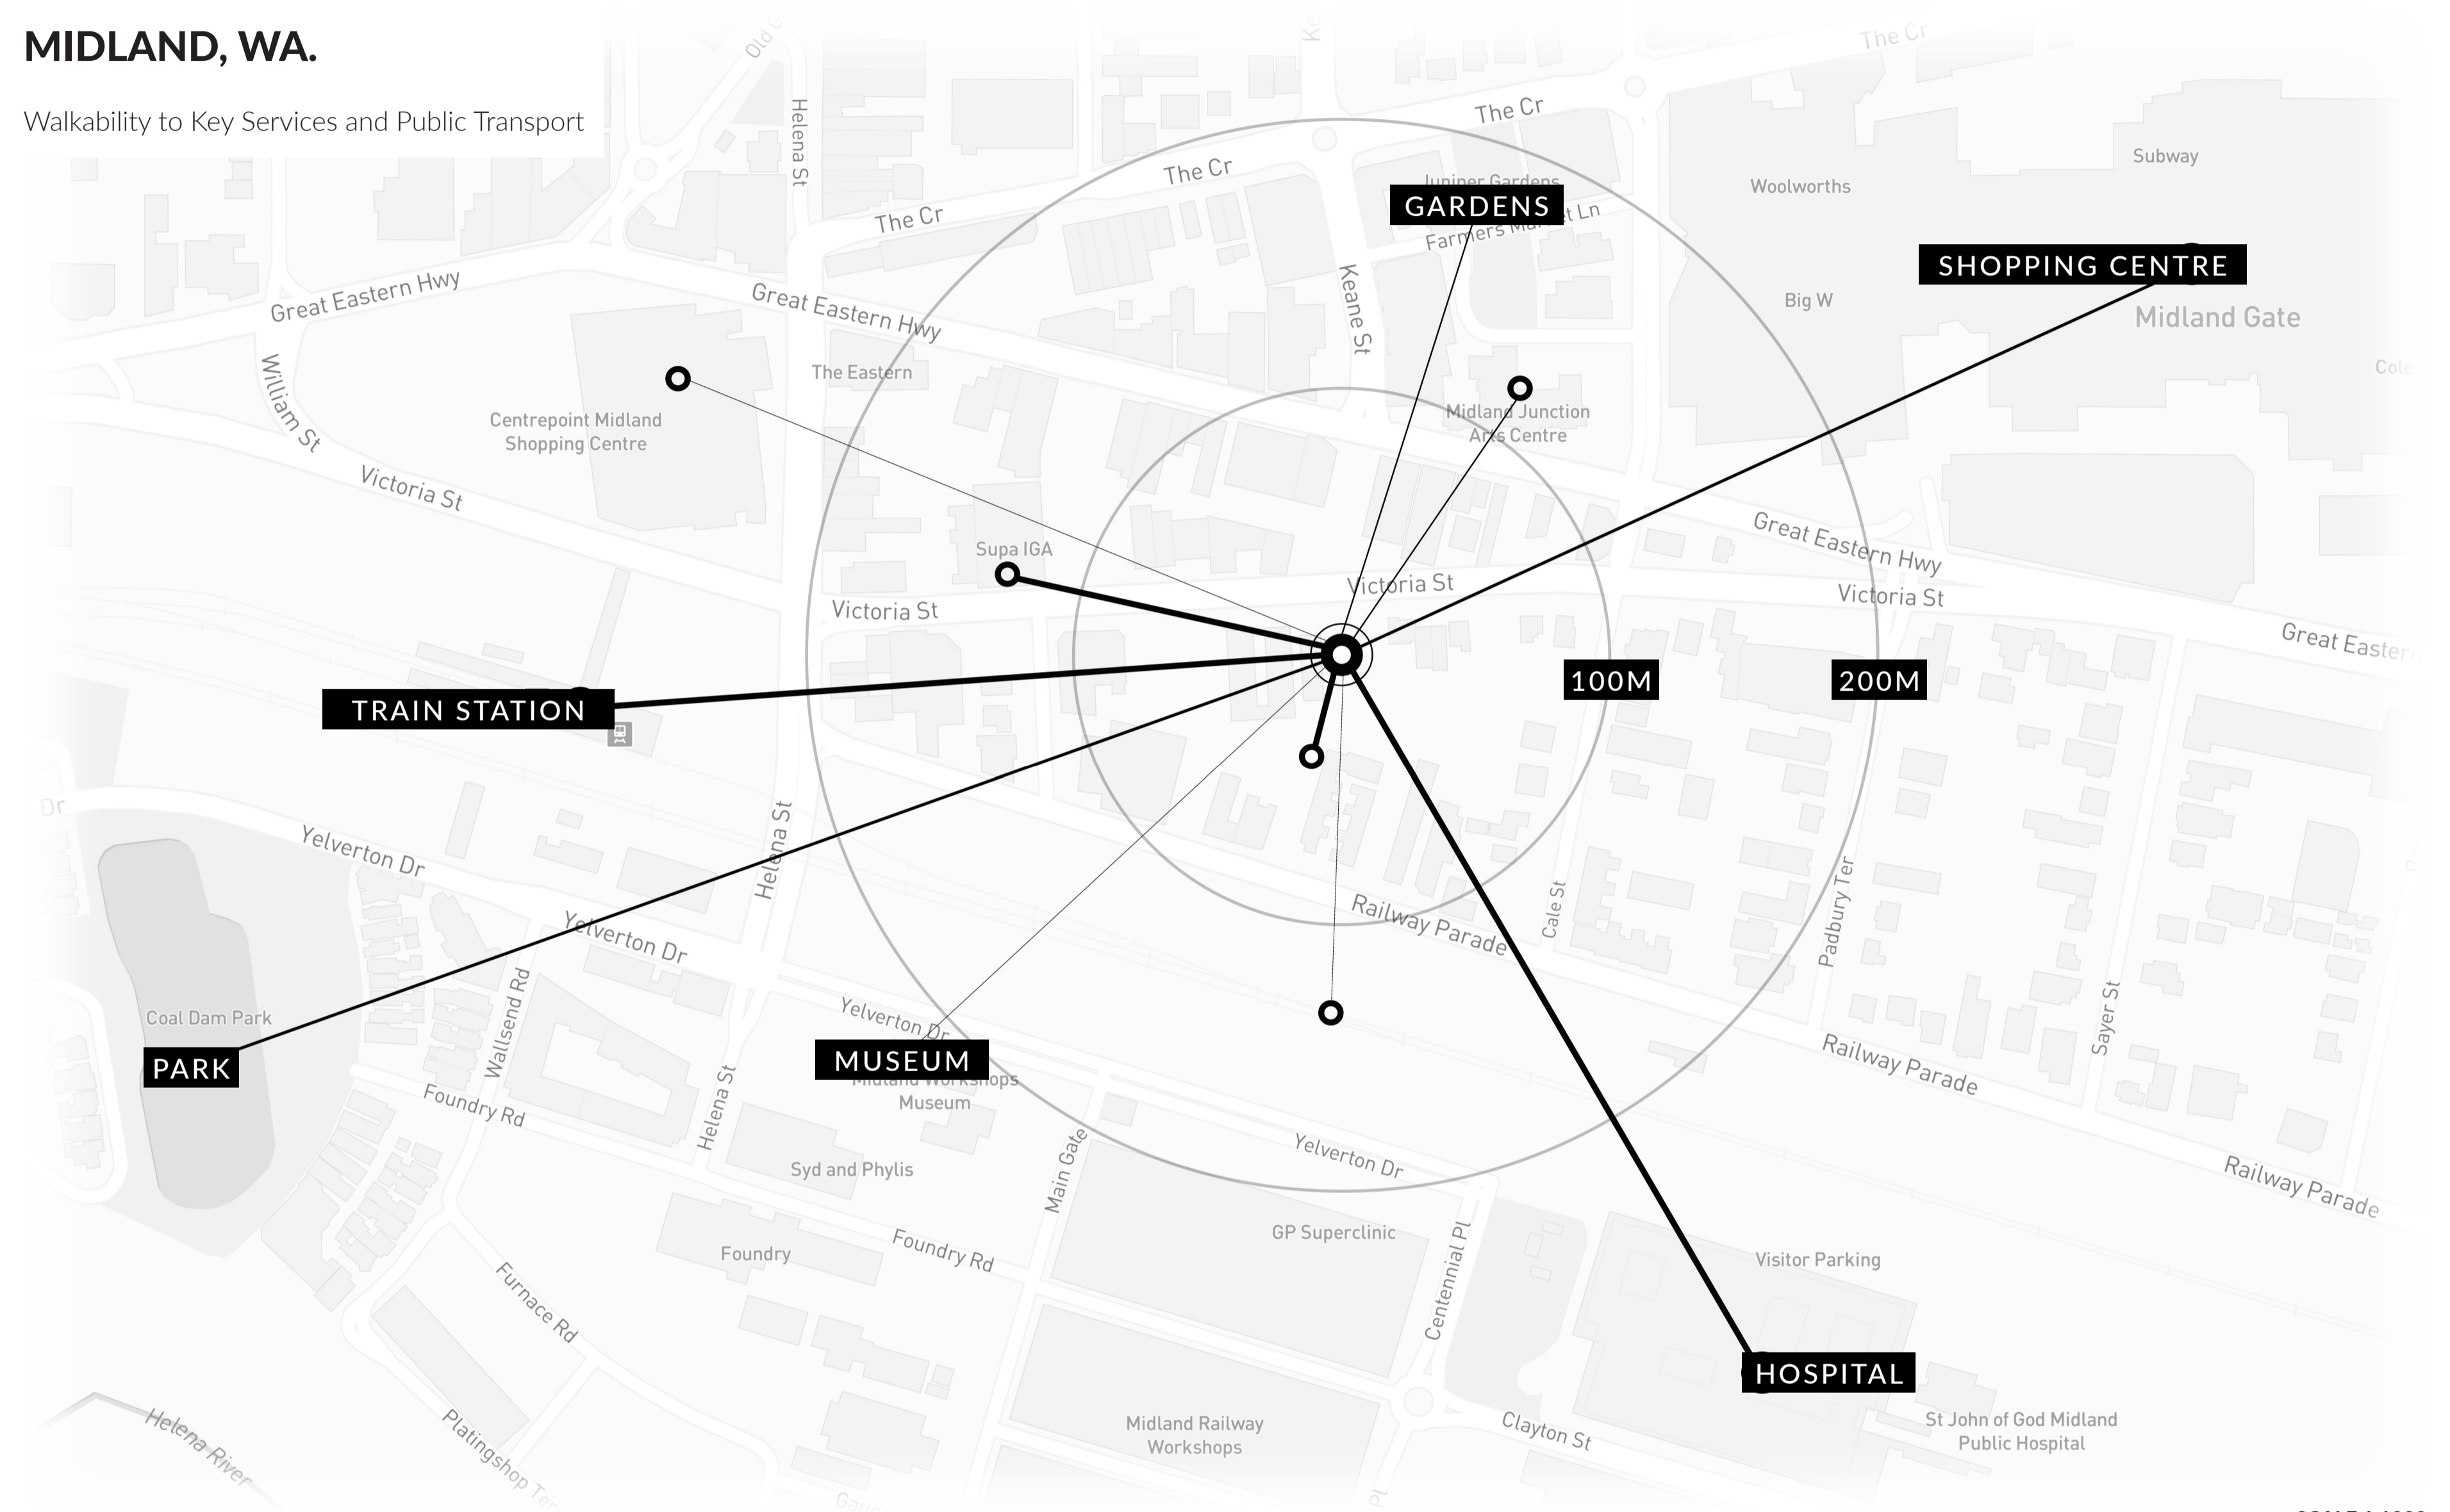 MIDLAND, WA.
Walkability to Key Services and Public Transport
Helena St
The Cr
The Cr
The Cr
The Cr
Subway
Woolworths
Juniper Gardens
GARDENS
Farmers Market Ln
SHOPPING CENTRE
Great Eastern Hwy
Great Eastern Hwy
Keane St
Big W
Midland Gate
The Eastern
William St
Centrepoint Midland
Shopping Centre
Midland Junction
Arts Centre
Victoria St
Supa IGA
Great Eastern Hwy
Victoria St
Victoria St
Victoria St
Great Eastern
100M
200M
TRAIN STATION
Dr
Yelverton Dr
Helena St
Yelverton Dr
Railway Parade
Cale St
Padbury Ter
Coal Dam Park
PARK
Wallsend Rd
Yelverton Dr
MUSEUM
Midland Workshops
Museum
Sayer St
Railway Parade
Foundry Rd
Helena St
Main Gate
Yelverton Dr
Syd and Phylis
Railway Parade
GP Superclinic
Foundry
Foundry Rd
Centennial Pl
Visitor Parking
Furnace Rd
HOSPITAL
Helena River
Platingshop Ter
Midland Railway
Workshops
Clayton St
St John of God Midland
Public Hospital
Pl